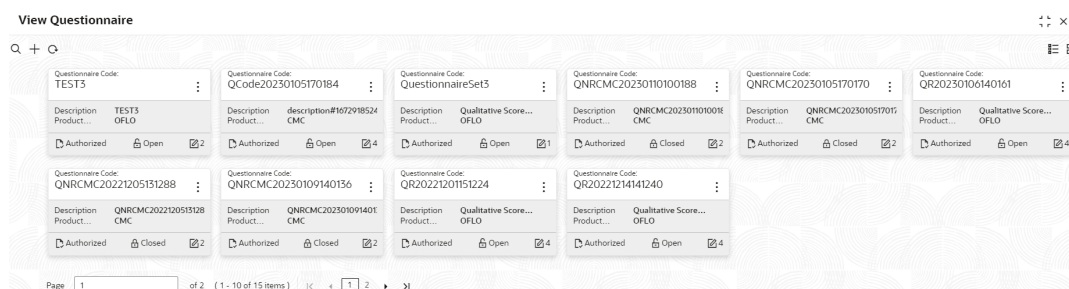 View Questionnaire
Questionnaire Code:
TEST3
Description TEST3
Product... OFLO
Authorized Open 2
Questionnaire Code:
QCode20230105170184
Description description#1672918524
Product... CMC
Authorized Open 4
Questionnaire Code:
QuestionnaireSet3
Description Qualitative Score...
Product... OFLO
Authorized Open 1
Questionnaire Code:
QNRCMC20230110100188
Description QNRCMC2023011010018
Product... CMC
Authorized Closed 2
Questionnaire Code:
QNRCMC20230105170170
Description QNRCMC2023010517017
Product... CMC
Authorized Closed 2
Questionnaire Code:
QR20230106140161
Description Qualitative Score...
Product... OFLO
Authorized Open 4
Questionnaire Code:
QNRCMC20221205131288
Description QNRCMC2022120513128
Product... CMC
Authorized Closed 2
Questionnaire Code:
QNRCMC20230109140136
Description QNRCMC202301091401
Product... CMC
Authorized Closed 2
Questionnaire Code:
QR20221201151224
Description Qualitative Score...
Product... OFLO
Authorized Open 4
Questionnaire Code:
QR20221214141240
Description Qualitative Score...
Product... OFLO
Authorized Open 4
Page 1 of 2 (1 - 10 of 15 items) 1 2